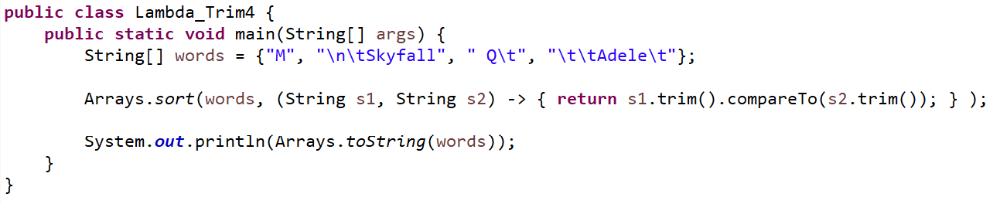 public class Lambda_Trim4 {
    public static void main(String[] args) {
        String[] words = {"M", "\n\tSkyfall", " Q\t", "\t\tAdele\t"};

        Arrays.sort(words, (String s1, String s2) -> { return s1.trim().compareTo(s2.trim()); } );

        System.out.println(Arrays.toString(words));
    }
}